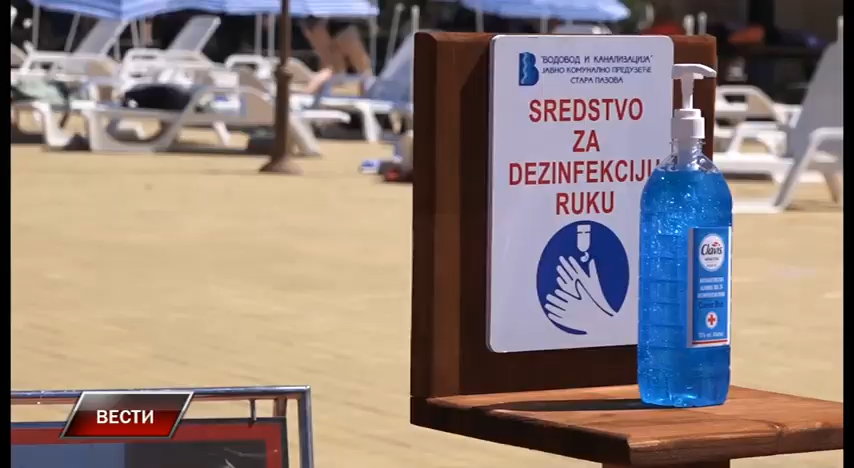 "ВОДОВОД И КАНАЛИЗАЦИЈА"
ЈАВНО КОМУНАЛНО ПРЕДУЗЕЋЕ
СТАРА ПАЗОВА
SREDSTVO
ZA
DEZINFEKCIJU
RUKU
Clavis
ВЕСТИ